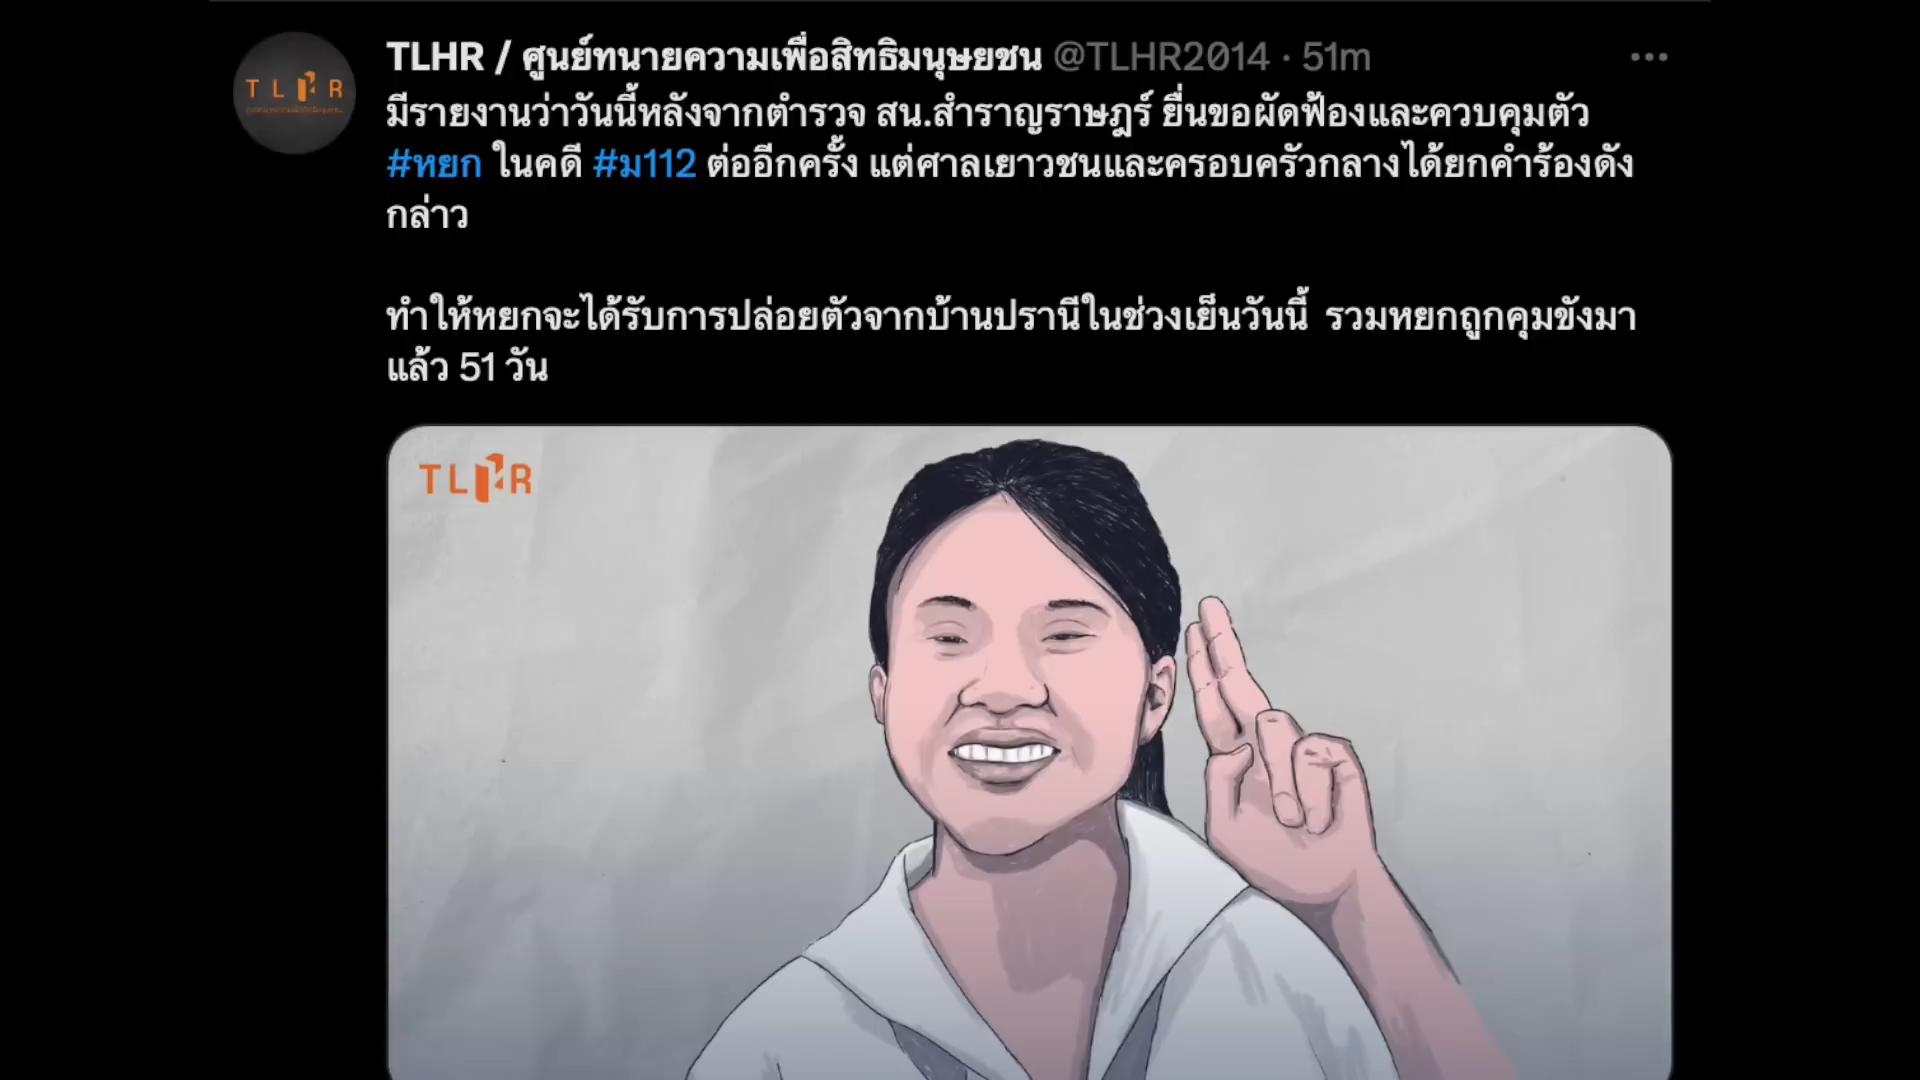 TLHR / ศูนย์ทนายความเพื่อสิทธิมนุษยชน @TLHR2014 · 51m
TLHR
มีรายงานว่าวันนี้หลังจากตำรวจ สน.สำราญราษฎร์ ยื่นขอผัดฟ้องและควบคุมตัว
#หยก ในคดี #ม112 ต่ออีกครั้ง แต่ศาลเยาวชนและครอบครัวกลางได้ยกคำร้องดัง
กล่าว
ทำให้หยกจะได้รับการปล่อยตัวจากบ้านปรานีในช่วงเย็นวันนี้ รวมหยกถูกคุมขังมา
แล้ว 51 วัน
TLHR